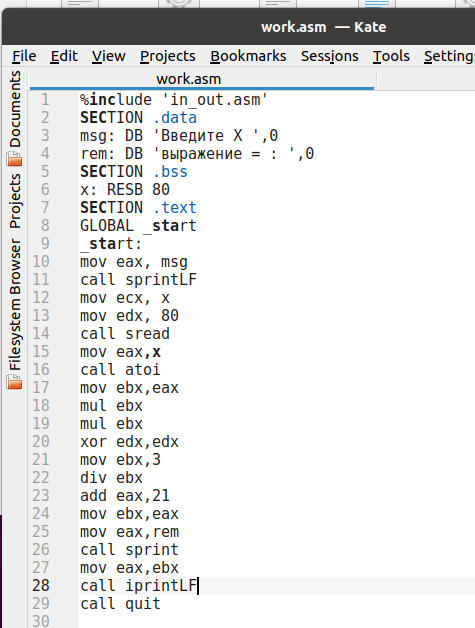 work.asm — Kate
File Edit View Projects Bookmarks Sessions Tools Setting
work.asm
Documents
Projects
Filesystem Browser
1 %include 'in_out.asm'
2 SECTION .data
3 msg: DB 'Введите X ',0
4 rem: DB 'выражение = : ',0
5 SECTION .bss
6 x: RESB 80
7 SECTION .text
8 GLOBAL _start
9 _start:
10 mov eax, msg
11 call sprintLF
12 mov ecx, x
13 mov edx, 80
14 call sread
15 mov eax,x
16 call atoi
17 mov ebx,eax
18 mul ebx
19 mul ebx
20 xor edx,edx
21 mov ebx,3
22 div ebx
23 add eax,21
24 mov ebx,eax
25 mov eax,rem
26 call sprint
27 mov eax,ebx
28 call iprintLF
29 call quit
30